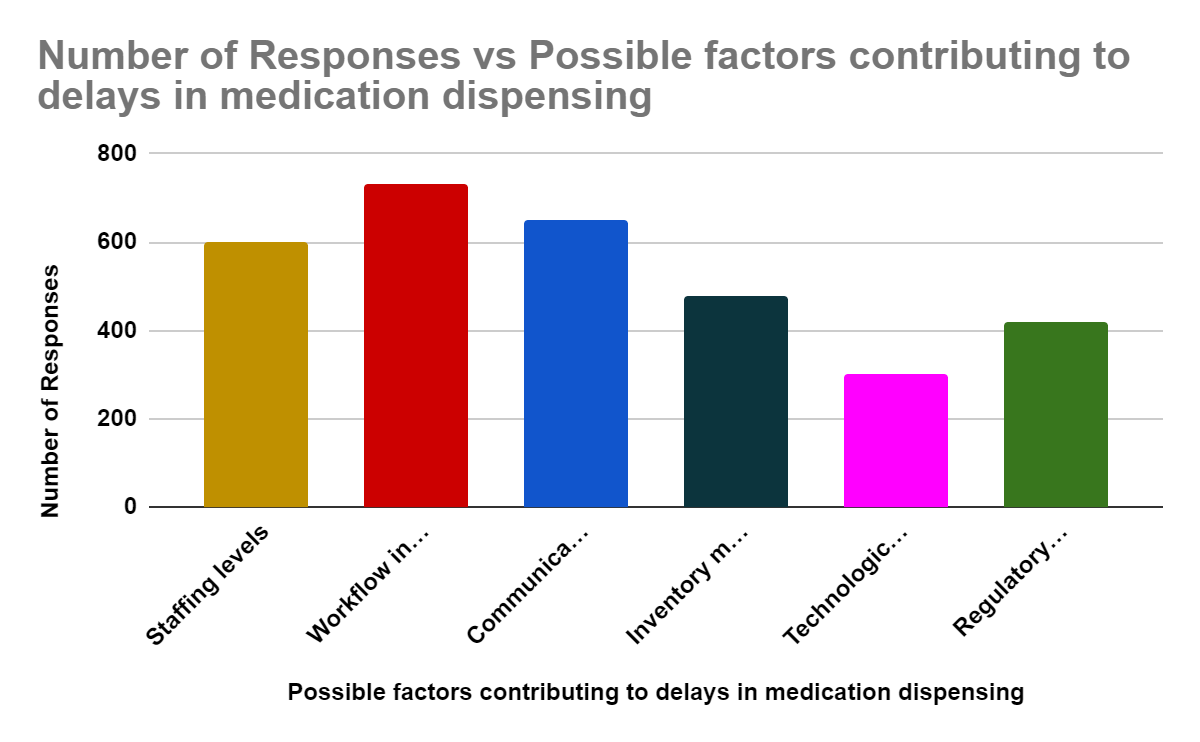 Number of Responses vs Possible factors contributing to
delays in medication dispensing
800
600
400
200
0
Number of Responses
Staffing levels
Workflow in…
Communica…
Inventory m…
Technologic…
Regulatory…
Possible factors contributing to delays in medication dispensing